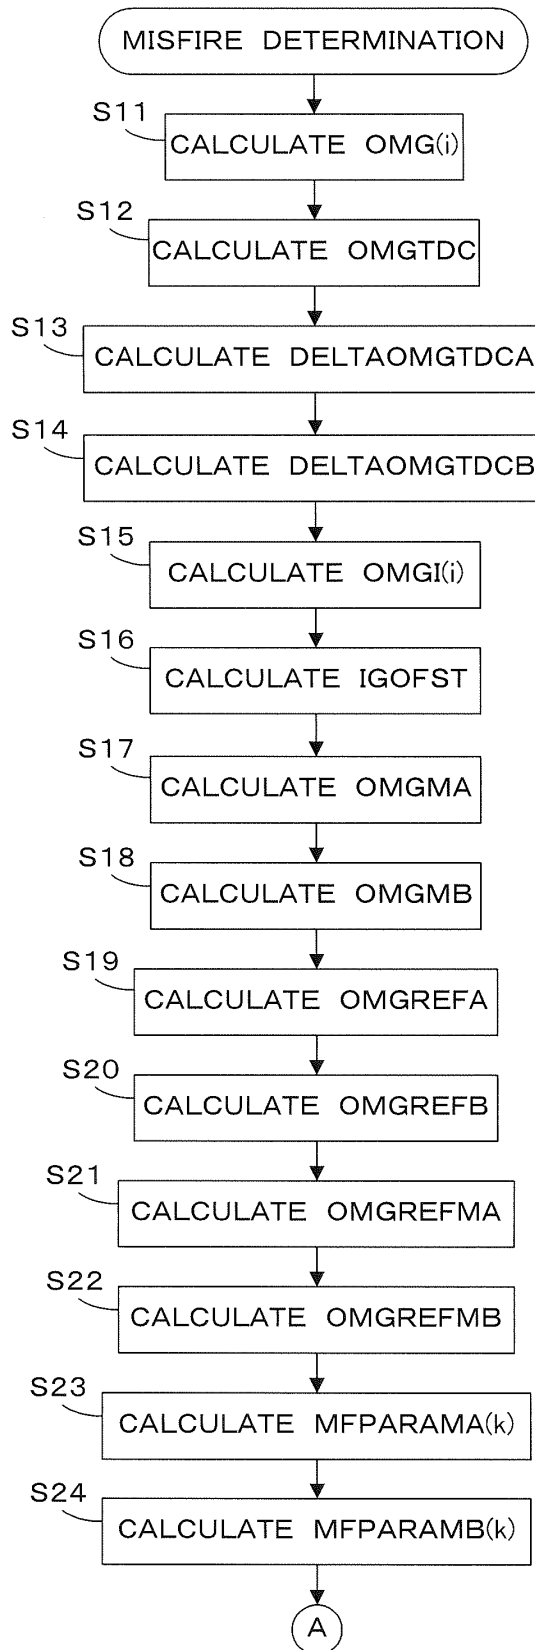 MISFIRE DETERMINATION
S11
CALCULATE OMG(i)
S12
CALCULATE OMGTDC
S13
CALCULATE DELTAOMGTDCA
S14
CALCULATE DELTAOMGTDCB
S15
CALCULATE OMGI(i)
S16
CALCULATE IGOFST
S17
CALCULATE OMGMA
S18
CALCULATE OMGMB
S19
CALCULATE OMGREFA
S20
CALCULATE OMGREFB
S21
CALCULATE OMGREFMA
S22
CALCULATE OMGREFMB
S23
CALCULATE MFPARAMA(k)
S24
CALCULATE MFPARAMB(k)
A